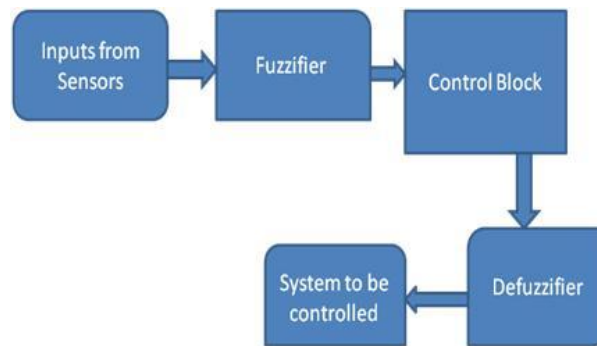 Inputs from
Sensors
Fuzzifier
Control Block
Defuzzifier
System to be
controlled